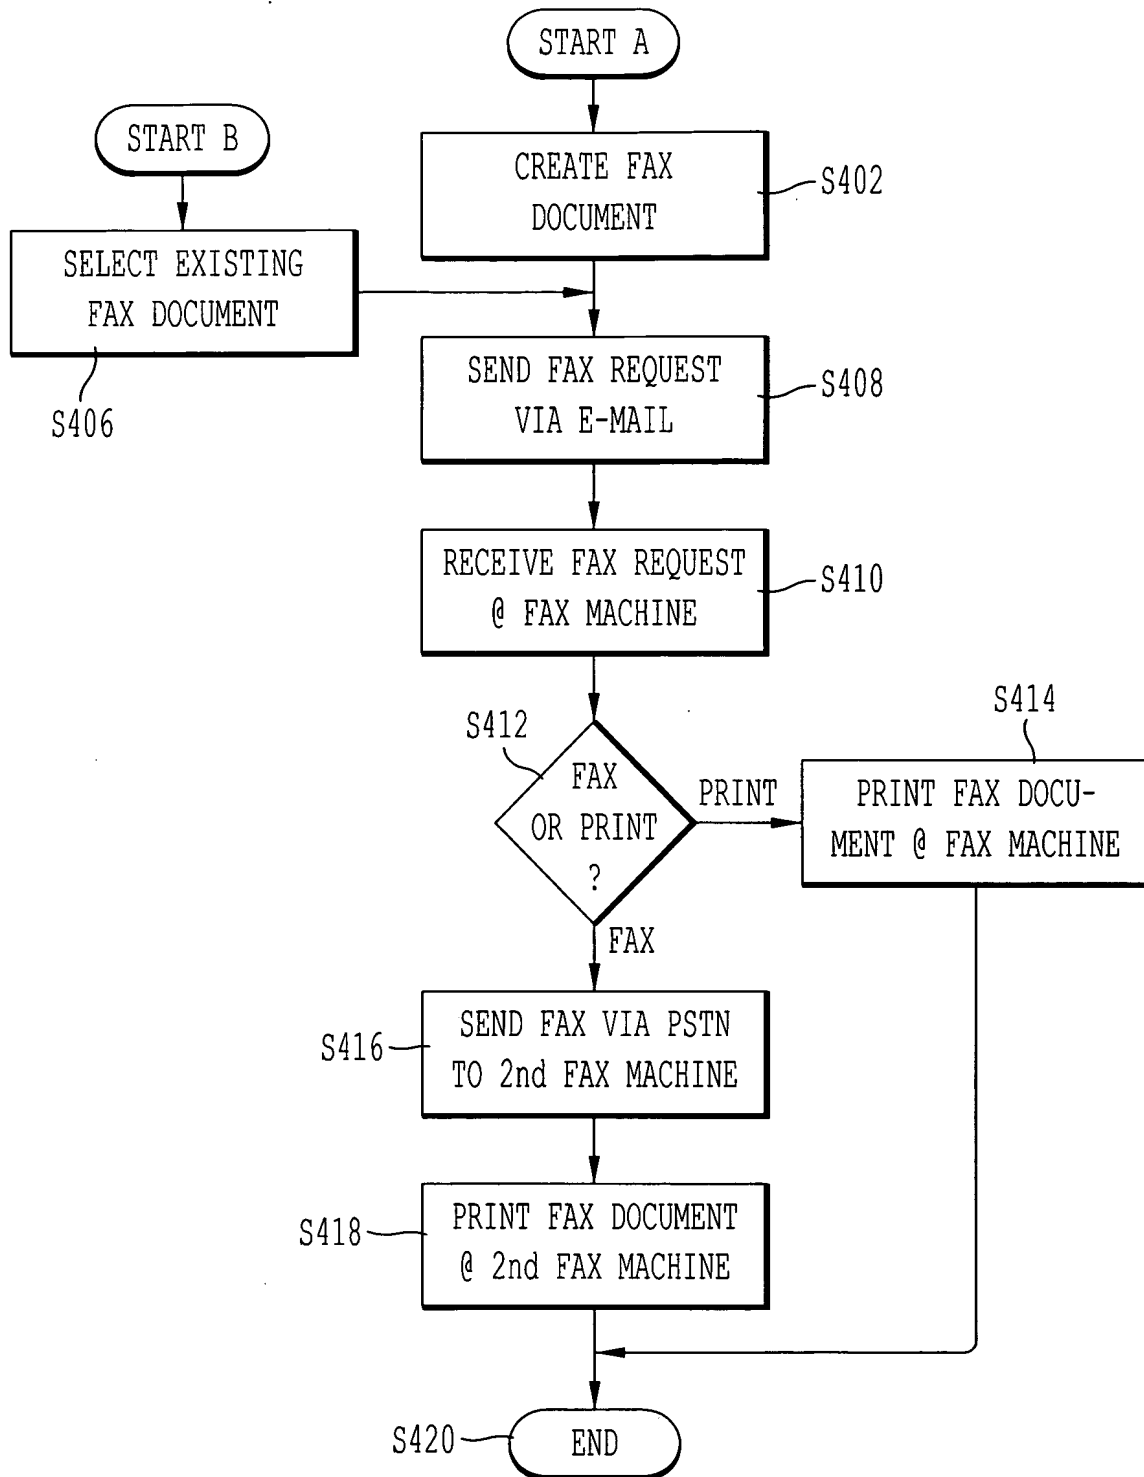 START A
START B
CREATE FAX
DOCUMENT
S402
SELECT EXISTING
FAX DOCUMENT
S406
SEND FAX REQUEST
VIA E-MAIL
S408
RECEIVE FAX REQUEST
@ FAX MACHINE
S410
S412
FAX
OR PRINT
?
PRINT
S414
PRINT FAX DOCU-
MENT @ FAX MACHINE
FAX
S416
SEND FAX VIA PSTN
TO 2nd FAX MACHINE
S418
PRINT FAX DOCUMENT
@ 2nd FAX MACHINE
S420
END